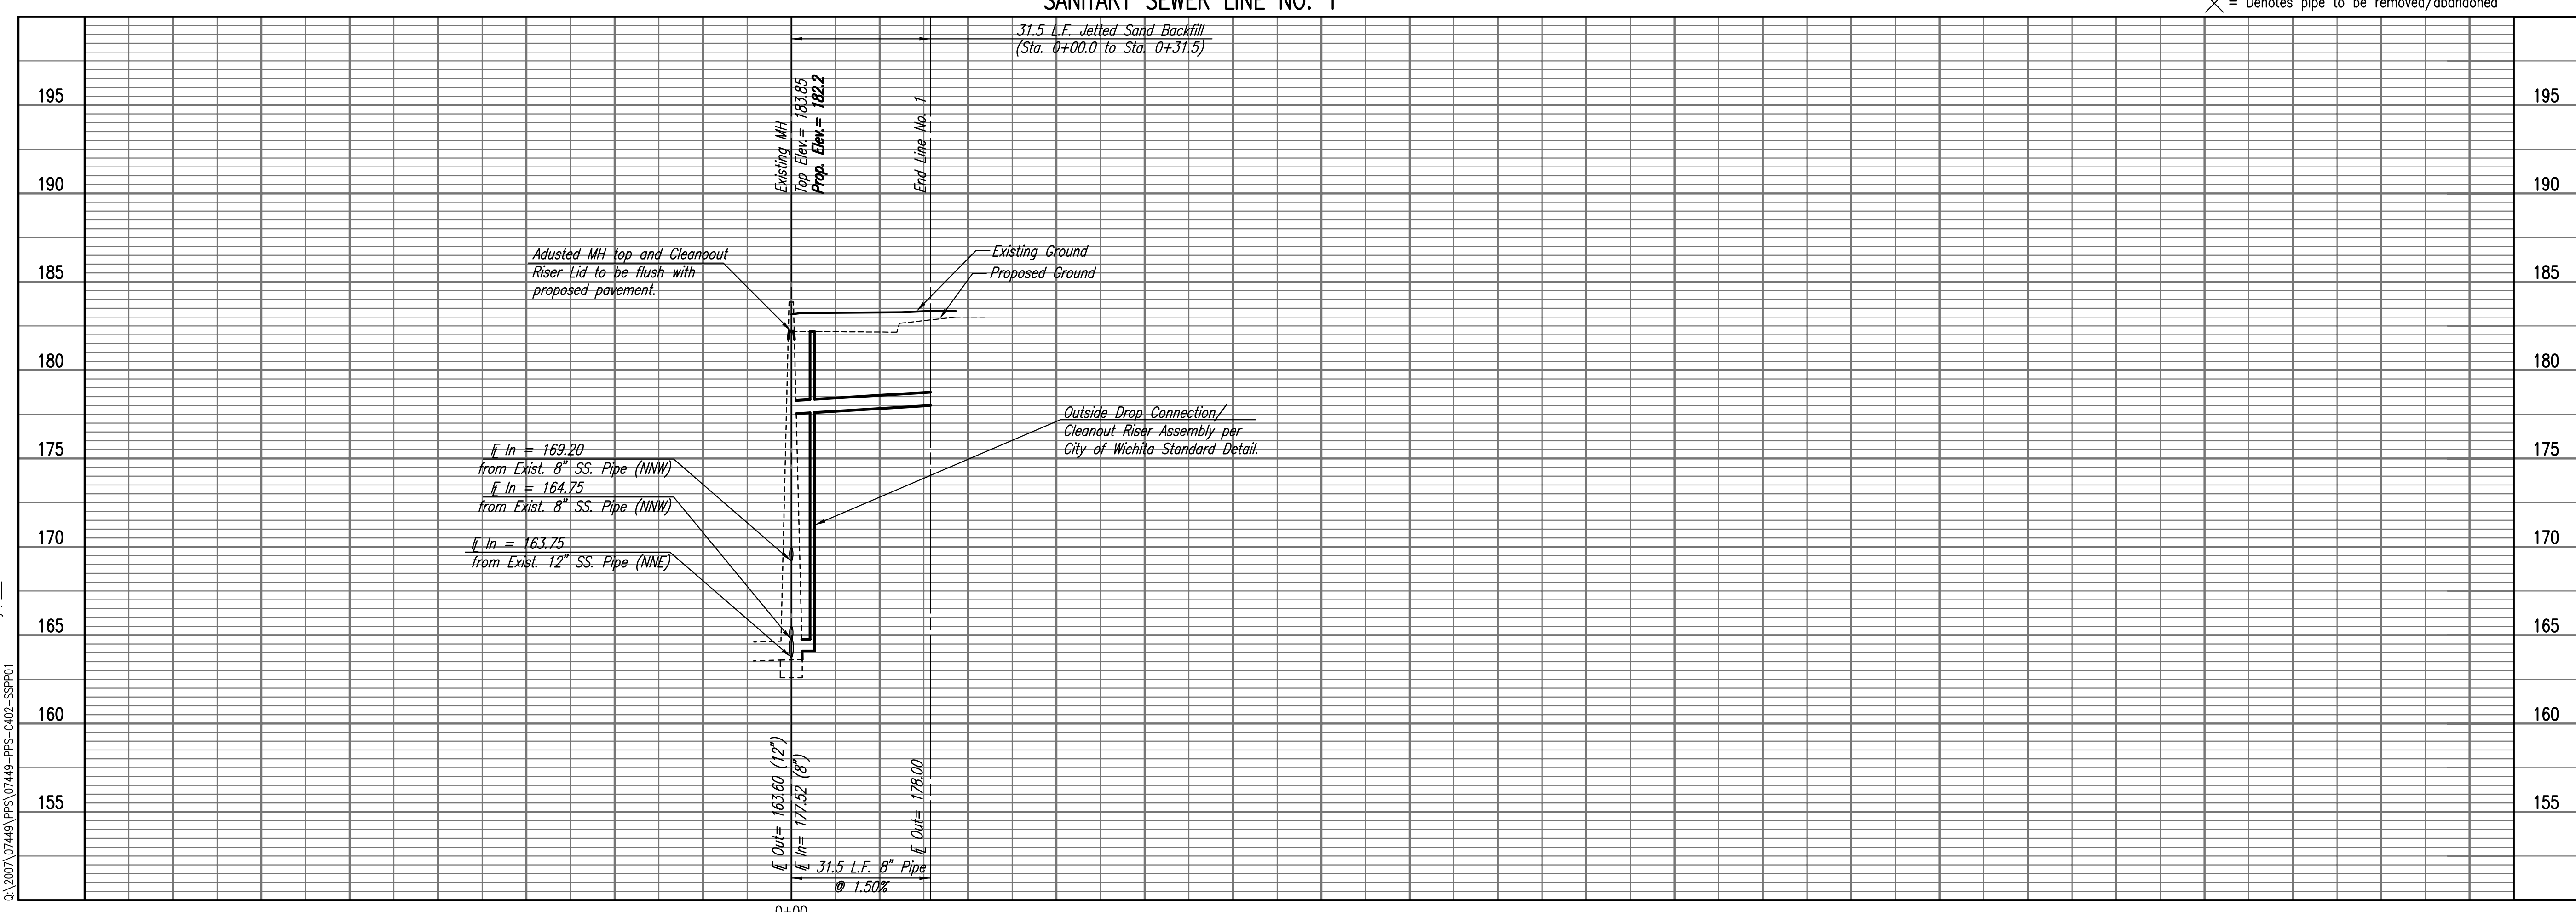 SANITARY SEWER LINE NO. 1
= Denotes pipe to be removed/abandoned
31.5 L.F. Jetted Sand Backfill
(Sta. 0+00.0 to Sta. 0+31.5)
Existing MH
Top Elev.= 183.85
Prop. Elev.= 182.2
End Line No. 1
195
195
190
190
185
185
180
180
175
175
170
170
165
165
160
160
155
155
Adusted MH top and Cleanout
Riser Lid to be flush with
proposed pavement.
Existing Ground
Proposed Ground
Outside Drop Connection/
Cleanout Riser Assembly per
City of Wichita Standard Detail.
℄ In = 169.20
from Exist. 8" SS. Pipe (NNW)
℄ In = 164.75
from Exist. 8" SS. Pipe (NNW)
℄ In = 163.75
from Exist. 12" SS. Pipe (NNE)
℄ Out= 163.60 (12")
℄ In= 177.52 (8")
℄ Out= 178.00
31.5 L.F. 8" Pipe
@ 1.50%
0+00
Q:\2007\07449\PPS\07449-PPS-C402-SSPP01